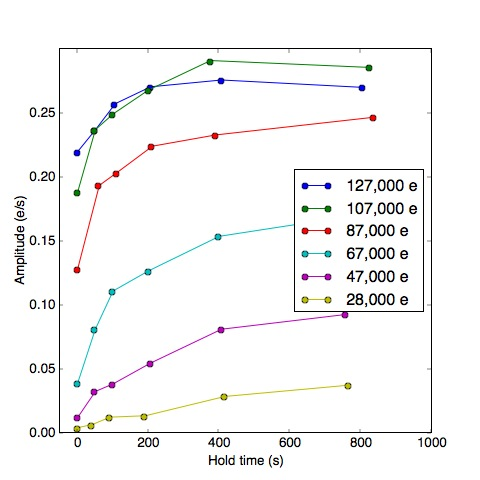 0.25
0.20
0.15
0.10
0.05
0.00
Amplitude (e/s)
127,000 e
107,000 e
87,000 e
67,000 e
47,000 e
28,000 e
0 200 400 600 800 1000
Hold time (s)